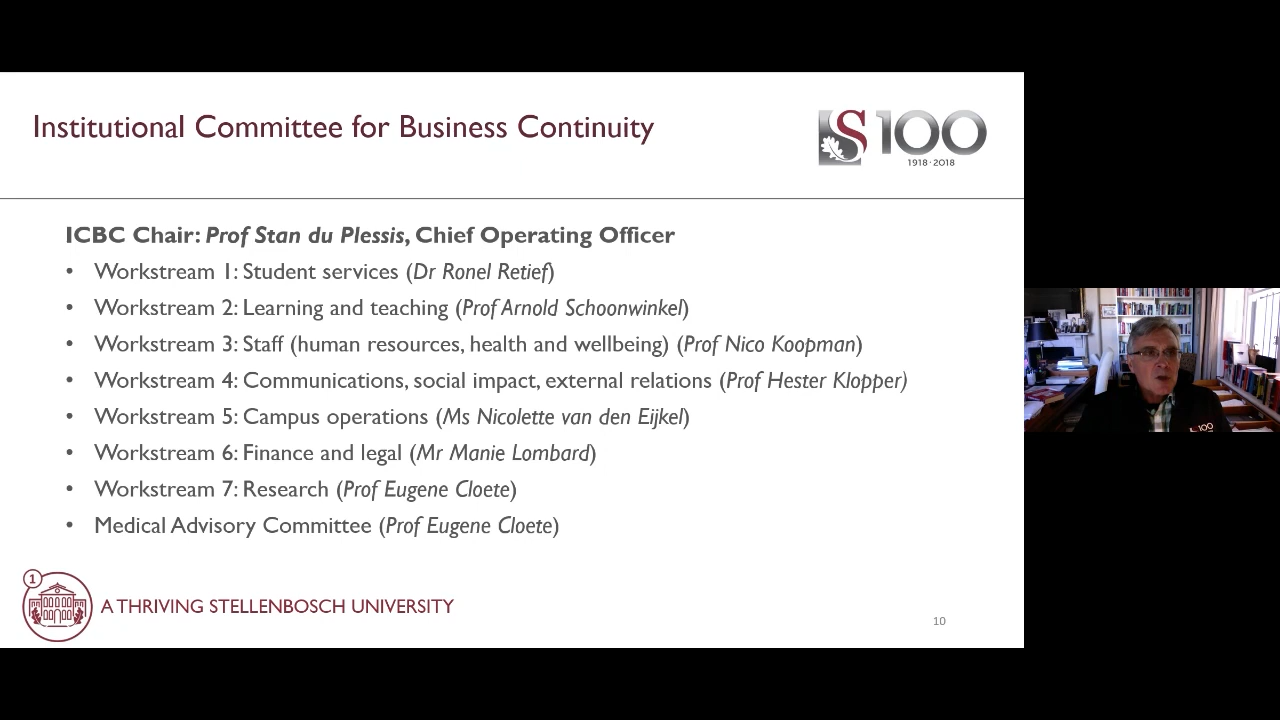 Institutional Committee for Business Continuity
S100
1918·2018
ICBC Chair: Prof Stan du Plessis, Chief Operating Officer
• Workstream 1: Student services (Dr Ronel Retief)
• Workstream 2: Learning and teaching (Prof Arnold Schoonwinkel)
• Workstream 3: Staff (human resources, health and wellbeing) (Prof Nico Koopman)
• Workstream 4: Communications, social impact, external relations (Prof Hester Klopper)
• Workstream 5: Campus operations (Ms Nicolette van den Eijkel)
• Workstream 6: Finance and legal (Mr Manie Lombard)
• Workstream 7: Research (Prof Eugene Cloete)
• Medical Advisory Committee (Prof Eugene Cloete)
1
A THRIVING STELLENBOSCH UNIVERSITY
10
100